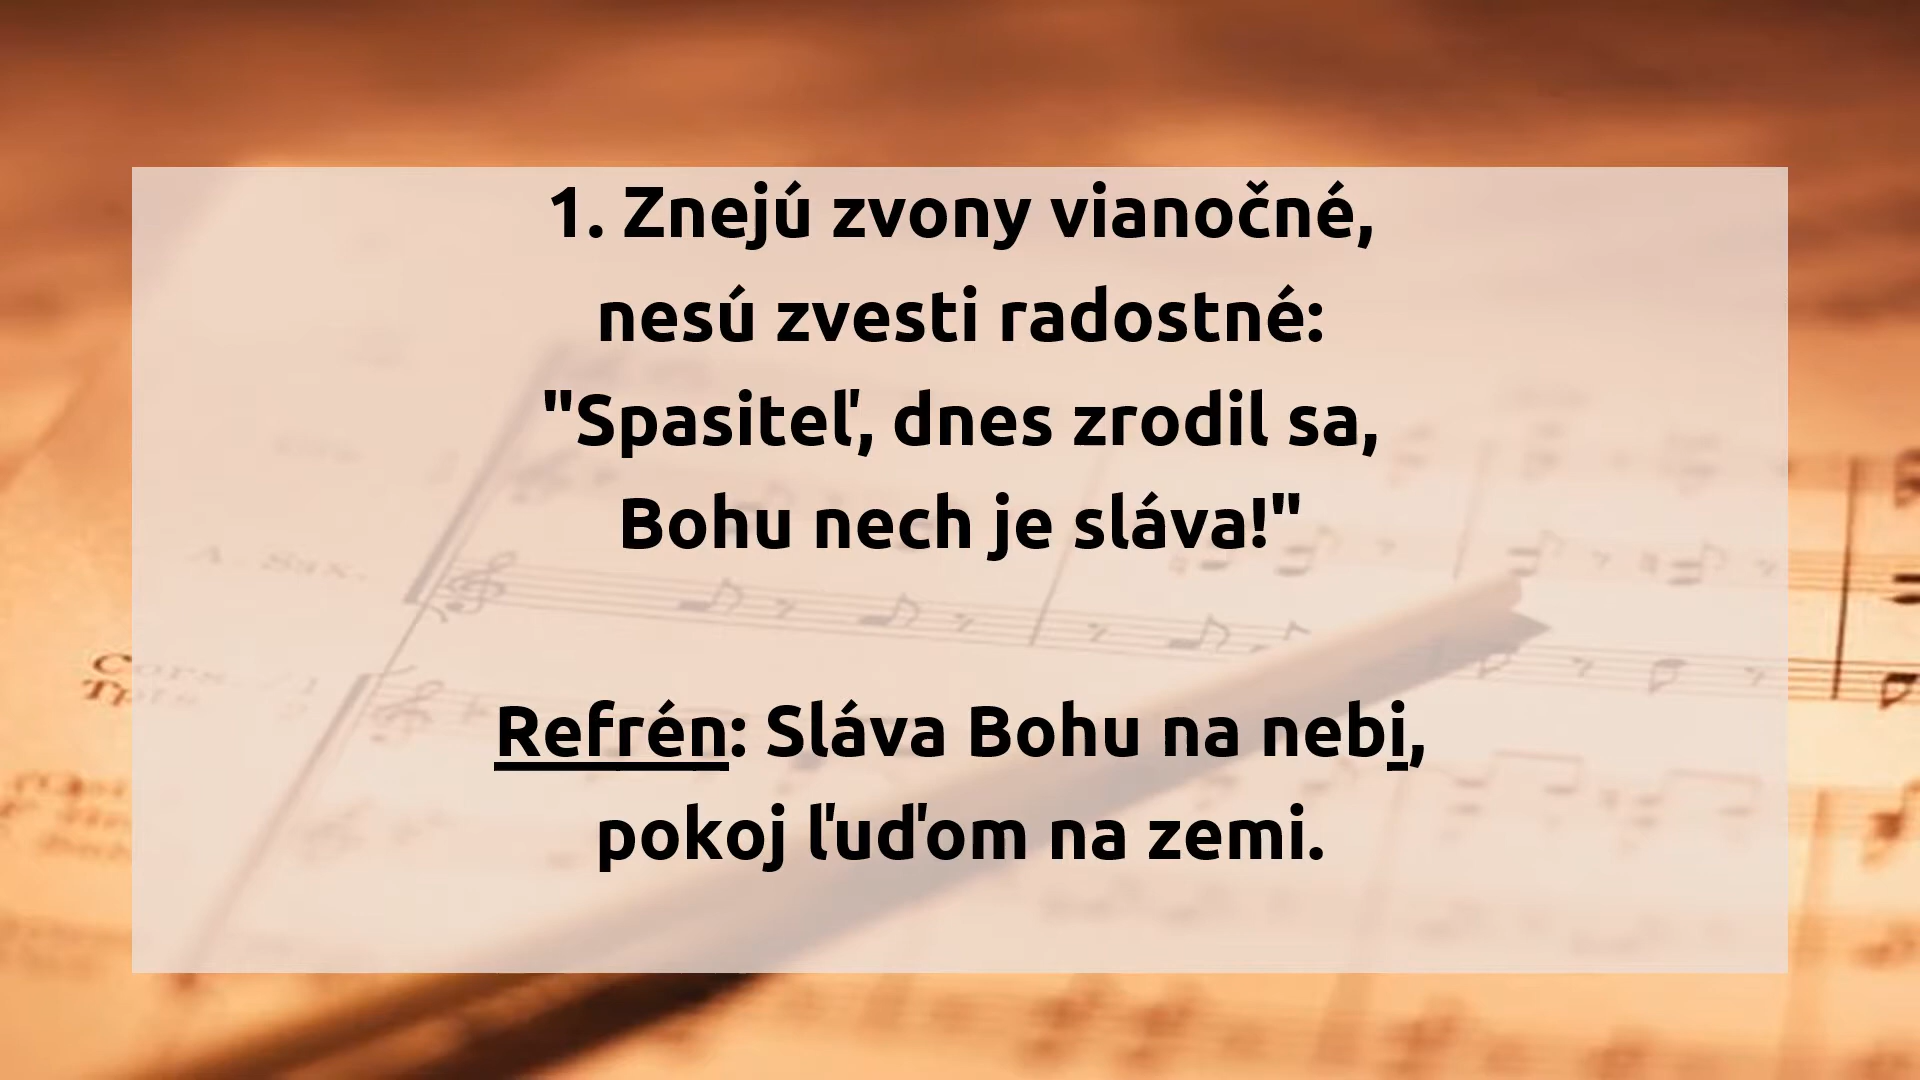 1. Znejú zvony vianočné,
nesú zvesti radostné:
"Spasiteľ, dnes zrodil sa,
Bohu nech je sláva!"
Refrén: Sláva Bohu na nebi,
pokoj ľuďom na zemi.
A. Sax.